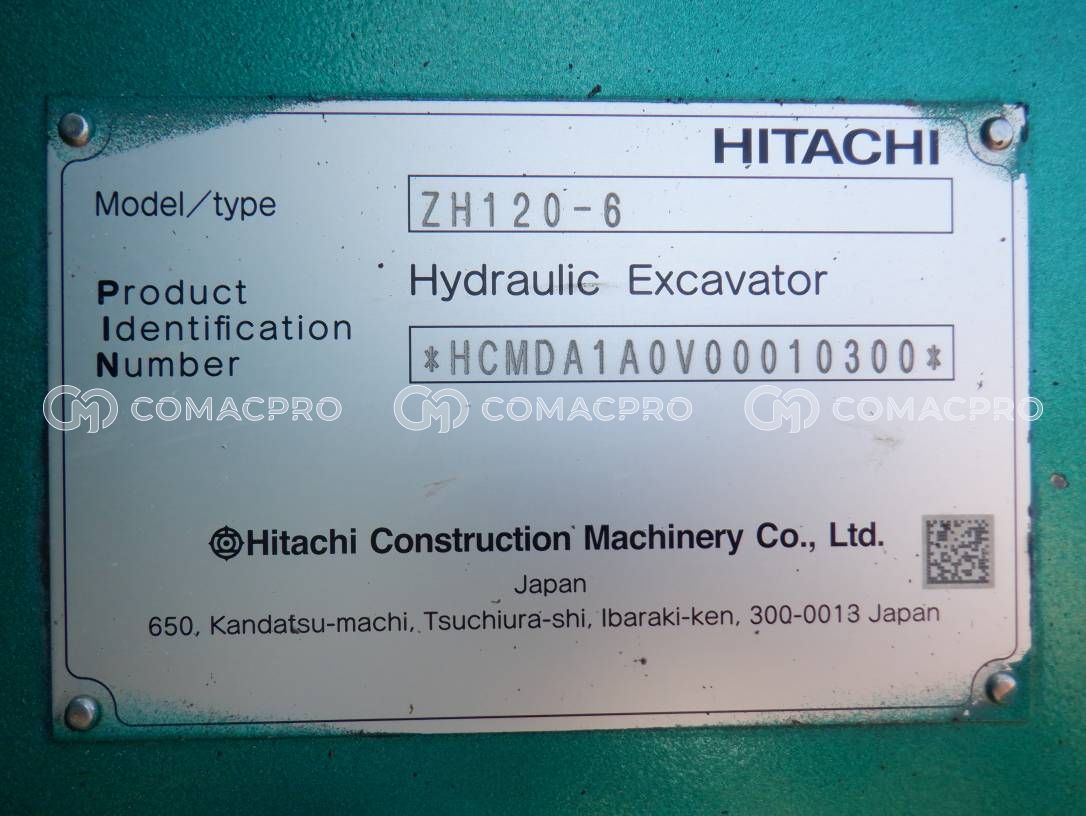 HITACHI
Model/type
ZH120-6
Hydraulic Excavator
Product
Identification
Number
*HCMDA1A0V00010300*
COMACPRO COMACPRO COMACPRO
Hitachi Construction Machinery Co., Ltd.
Japan
650, Kandatsu-machi, Tsuchiura-shi, Ibaraki-ken, 300-0013 Japan